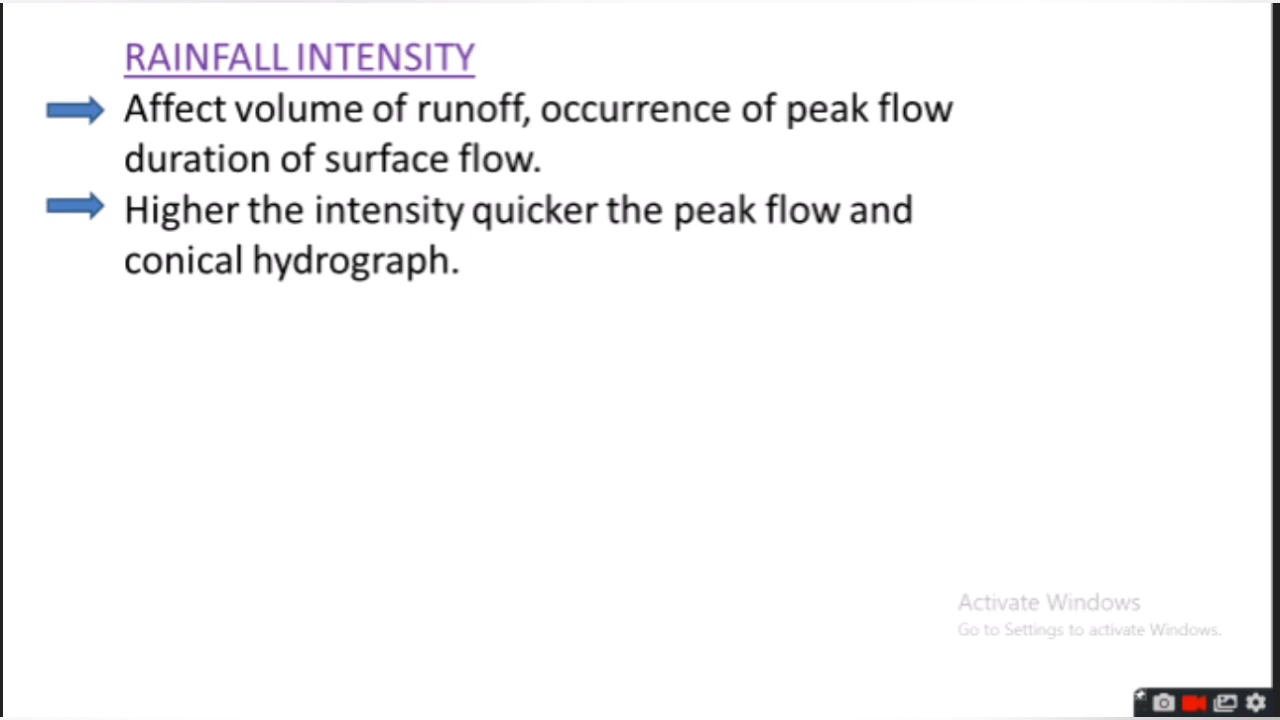 RAINFALL INTENSITY
Affect volume of runoff, occurrence of peak flow
duration of surface flow.
Higher the intensity quicker the peak flow and
conical hydrograph.
Activate Windows
Go to Settings to activate Windows.